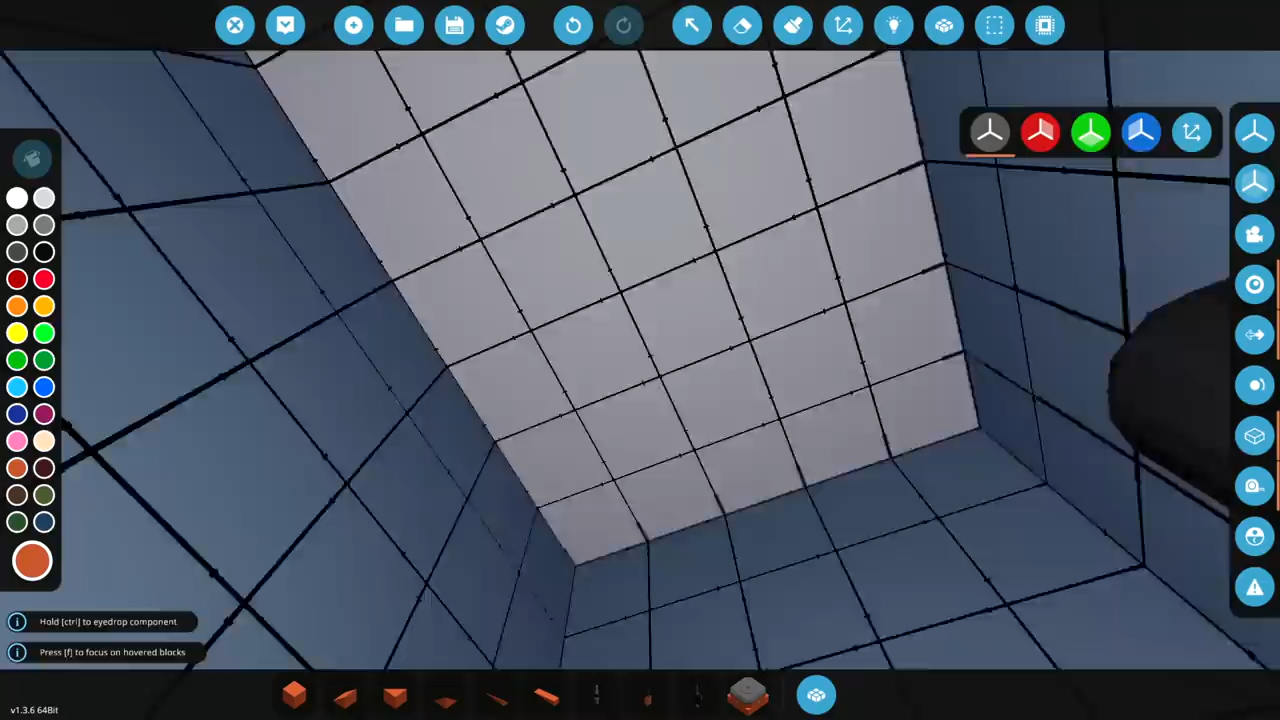 Hold [ctrl] to eyedrop component
Press [f] to focus on hovered blocks
v1.3.6 64Bit